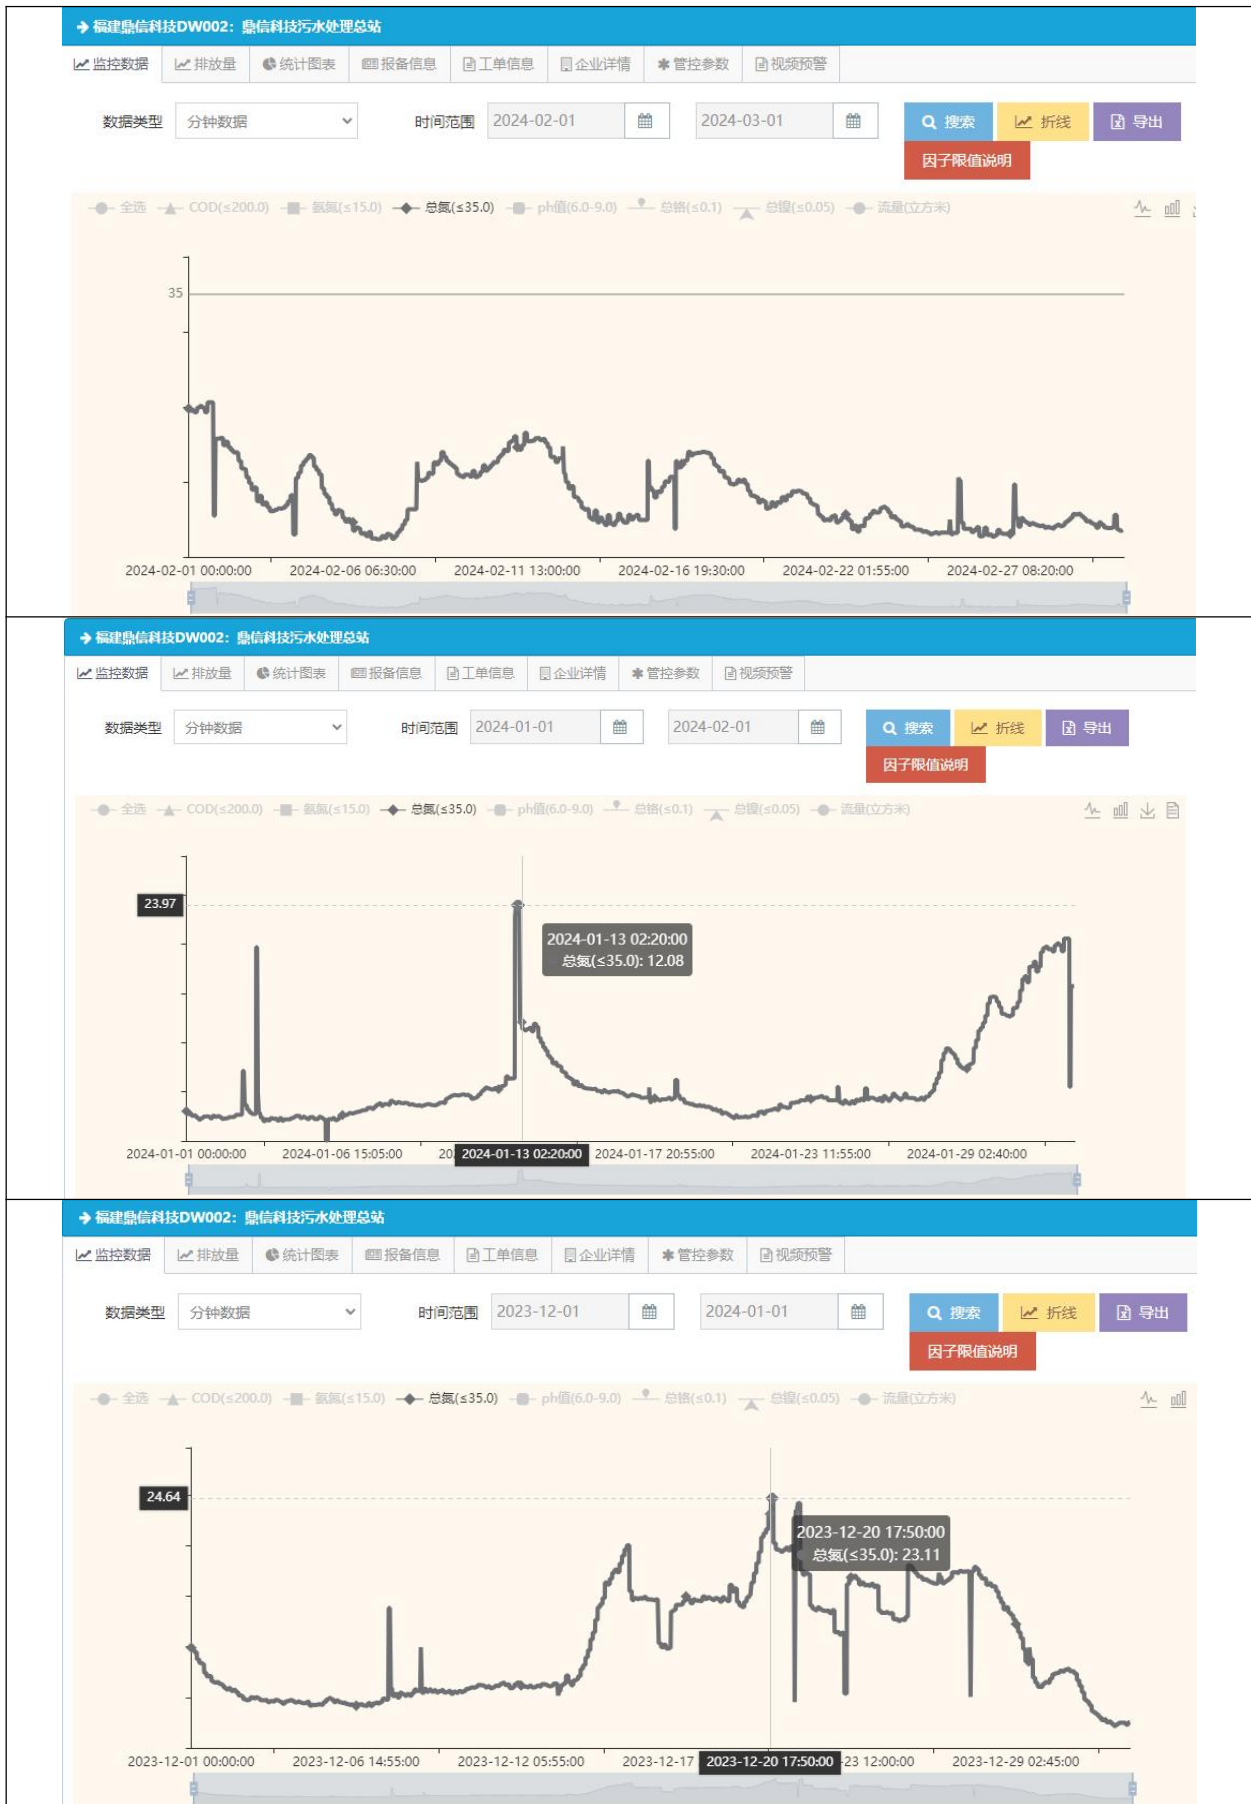 福建鼎信科技DW002：鼎信科技污水处理总站
监控数据 排放量 统计图表 报备信息 工单信息 企业详情 管控参数 视频预警
数据类型 分钟数据 时间范围 2024-02-01 2024-03-01 搜索 折线 导出
因子限值说明
全选 COD(≤200.0) 氨氮(≤15.0) 总氮(≤35.0) ph值(6.0-9.0) 总铬(≤0.1) 总镍(≤0.05) 流量(立方米)
35
2024-02-01 00:00:00 2024-02-06 06:30:00 2024-02-11 13:00:00 2024-02-16 19:30:00 2024-02-22 01:55:00 2024-02-27 08:20:00
福建鼎信科技DW002：鼎信科技污水处理总站
监控数据 排放量 统计图表 报备信息 工单信息 企业详情 管控参数 视频预警
数据类型 分钟数据 时间范围 2024-01-01 2024-02-01 搜索 折线 导出
因子限值说明
全选 COD(≤200.0) 氨氮(≤15.0) 总氮(≤35.0) ph值(6.0-9.0) 总铬(≤0.1) 总镍(≤0.05) 流量(立方米)
23.97
2024-01-13 02:20:00
总氮(≤35.0): 12.08
2024-01-01 00:00:00 2024-01-06 15:05:00 20 2024-01-13 02:20:00 2024-01-17 20:55:00 2024-01-23 11:55:00 2024-01-29 02:40:00
福建鼎信科技DW002：鼎信科技污水处理总站
监控数据 排放量 统计图表 报备信息 工单信息 企业详情 管控参数 视频预警
数据类型 分钟数据 时间范围 2023-12-01 2024-01-01 搜索 折线 导出
因子限值说明
全选 COD(≤200.0) 氨氮(≤15.0) 总氮(≤35.0) ph值(6.0-9.0) 总铬(≤0.1) 总镍(≤0.05) 流量(立方米)
24.64
2023-12-20 17:50:00
总氮(≤35.0): 23.11
2023-12-01 00:00:00 2023-12-06 14:55:00 2023-12-12 05:55:00 2023-12-17 2023-12-20 17:50:00 -23 12:00:00 2023-12-29 02:45:00